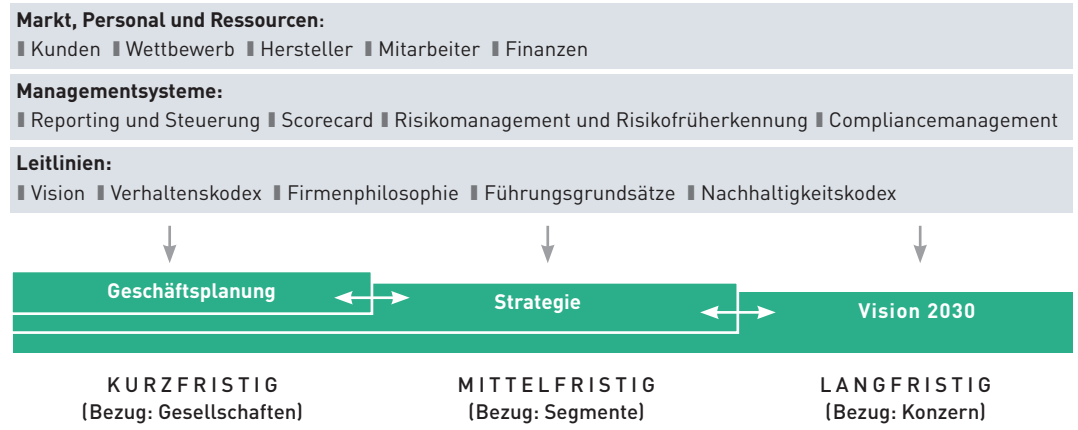 Markt, Personal und Ressourcen:
▮ Kunden ▮ Wettbewerb ▮ Hersteller ▮ Mitarbeiter ▮ Finanzen
Managementsysteme:
▮ Reporting und Steuerung ▮ Scorecard ▮ Risikomanagement und Risikofrüherkennung ▮ Compliancemanagement
Leitlinien:
▮ Vision ▮ Verhaltenskodex ▮ Firmenphilosophie ▮ Führungsgrundsätze ▮ Nachhaltigkeitskodex
Geschäftsplanung
Strategie
Vision 2030
KURZFRISTIG
(Bezug: Gesellschaften)
MITTELFRISTIG
(Bezug: Segmente)
LANGFRISTIG
(Bezug: Konzern)